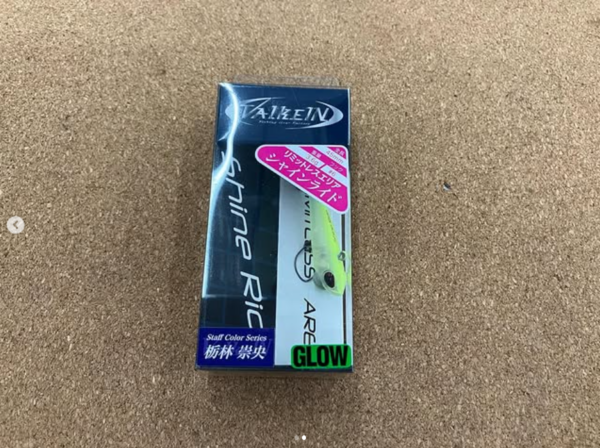 ValkeIN
リミットレスエリア
シャインライド
Shine Rid
MITLESS ARE
Staff Color Series
栃林 崇央
GLOW